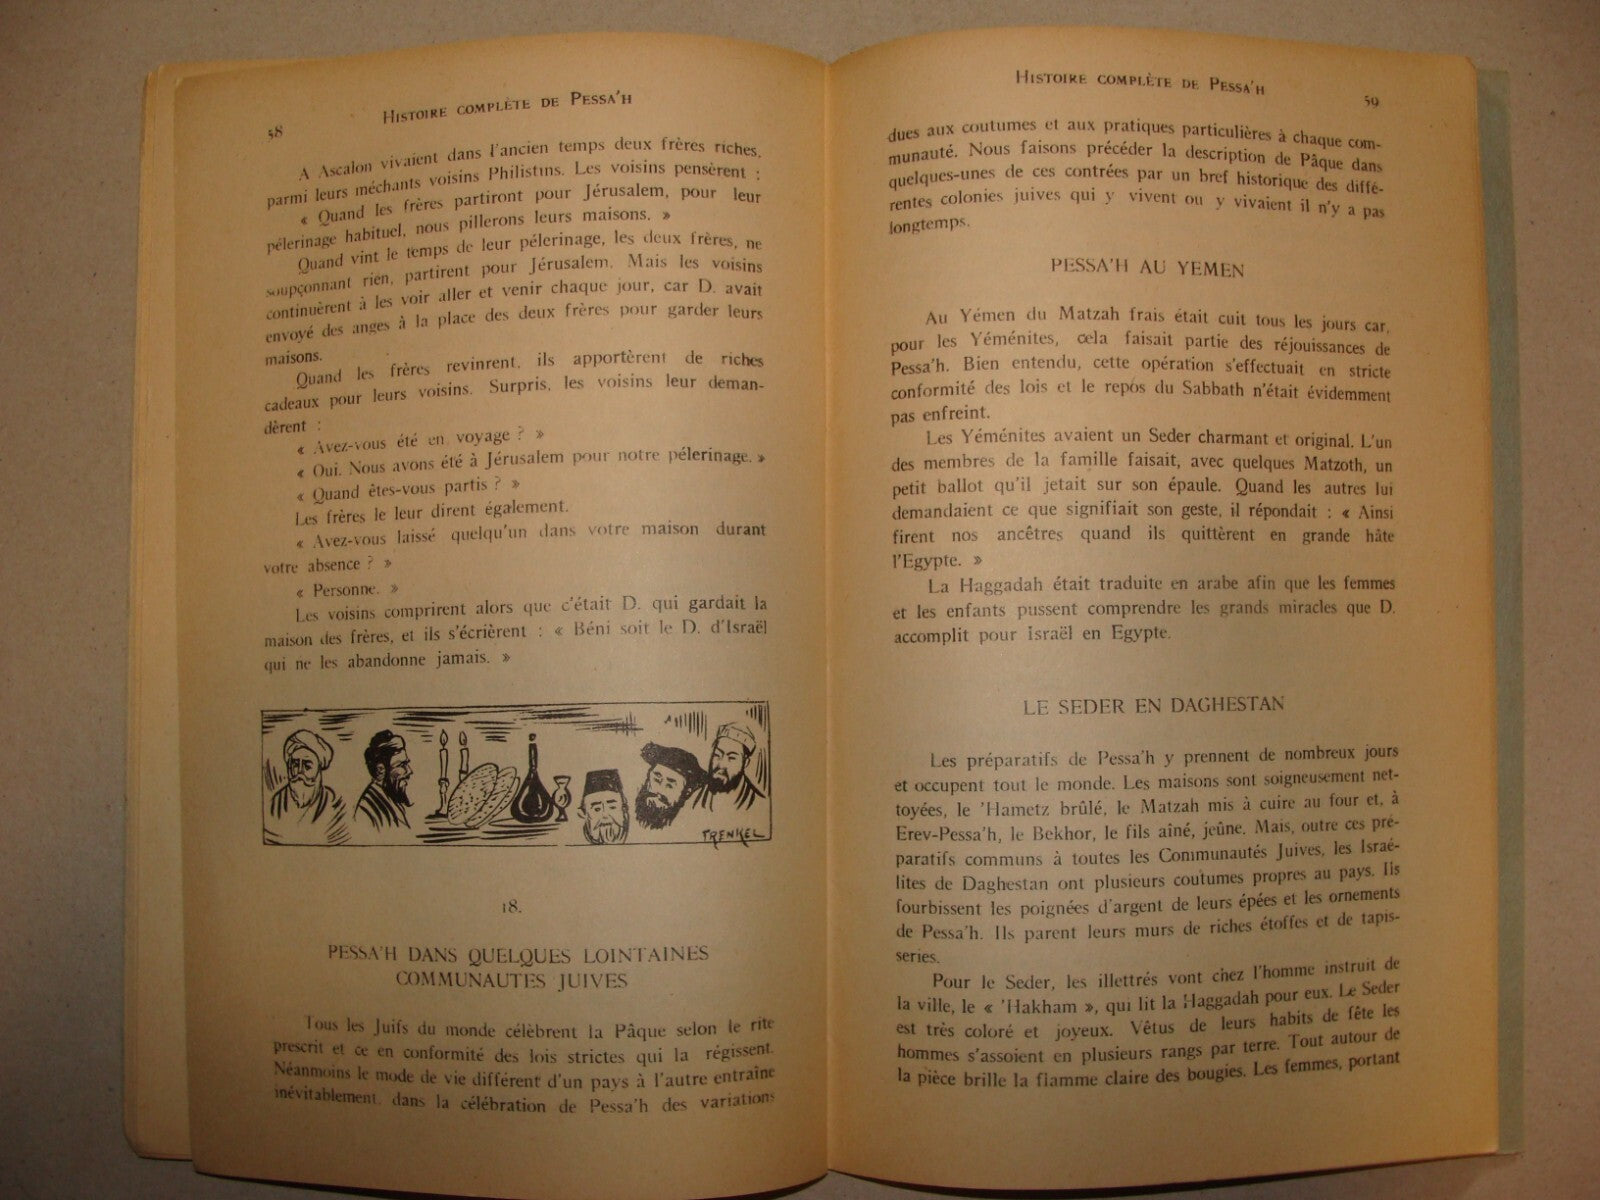 58
HISTOIRE COMPLÈTE DE PESSA'H
A Ascalon vivaient dans l'ancien temps deux frères riches,
parmi leurs méchants voisins Philistins. Les voisins pensèrent :
« Quand les frères partiront pour Jérusalem, pour leur
pélerinage habituel, nous pillerons leurs maisons. »
Quand vint le temps de leur pélerinage, les deux frères, ne
soupçonnant rien, partirent pour Jérusalem. Mais les voisins
continuèrent à les voir aller et venir chaque jour, car D. avait
envoyé des anges à la place des deux frères pour garder leurs
maisons.
Quand les frères revinrent, ils apportèrent de riches
cadeaux pour leurs voisins. Surpris, les voisins leur deman-
dèrent :
« Avez-vous été en voyage ? »
« Oui. Nous avons été à Jérusalem pour notre pélerinage. »
« Quand êtes-vous partis ? »
Les frères le leur dirent également.
« Avez-vous laissé quelqu'un dans votre maison durant
votre absence ? »
« Personne. »
Les voisins comprirent alors que c'était D. qui gardait la
maison des frères, et ils s'écrièrent : « Béni soit le D. d'Israël
qui ne les abandonne jamais. »
FRENKEL
18.
PESSA'H DANS QUELQUES LOINTAINES
COMMUNAUTES JUIVES
Tous les Juifs du monde célèbrent la Pâque selon le rite
prescrit et ce en conformité des lois strictes qui la régissent.
Néanmoins le mode de vie différent d'un pays à l'autre entraîne
inévitablement, dans la célébration de Pessa'h des variations
HISTOIRE COMPLÈTE DE PESSA'H
59
dues aux coutumes et aux pratiques particulières à chaque com-
munauté. Nous faisons précéder la description de Pâque dans
quelques-unes de ces contrées par un bref historique des diffé-
rentes colonies juives qui y vivent ou y vivaient il n'y a pas
longtemps.
PESSA'H AU YEMEN
Au Yémen du Matzah frais était cuit tous les jours car,
pour les Yéménites, cela faisait partie des réjouissances de
Pessa'h. Bien entendu, cette opération s'effectuait en stricte
conformité des lois et le repos du Sabbath n'était évidemment
pas enfreint.
Les Yéménites avaient un Seder charmant et original. L'un
des membres de la famille faisait, avec quelques Matzoth, un
petit ballot qu'il jetait sur son épaule. Quand les autres lui
demandaient ce que signifiait son geste, il répondait : « Ainsi
firent nos ancêtres quand ils quittèrent en grande hâte
l'Egypte. »
La Haggadah était traduite en arabe afin que les femmes
et les enfants pussent comprendre les grands miracles que D.
accomplit pour Israël en Egypte.
LE SEDER EN DAGHESTAN
Les préparatifs de Pessa'h y prennent de nombreux jours
et occupent tout le monde. Les maisons sont soigneusement net-
toyées, le 'Hametz brûlé, le Matzah mis à cuire au four et, à
Erev-Pessa'h, le Bekhor, le fils aîné, jeûne. Mais, outre ces pré-
paratifs communs à toutes les Communautés Juives, les Israé-
lites de Daghestan ont plusieurs coutumes propres au pays. Ils
fourbissent les poignées d'argent de leurs épées et les ornements
de Pessa'h. Ils parent leurs murs de riches étoffes et de tapis-
series.
Pour le Seder, les illettrés vont chez l'homme instruit de
la ville, le « 'Hakham », qui lit la Haggadah pour eux. Le Seder
est très coloré et joyeux. Vêtus de leurs habits de fête les
hommes s'assoient en plusieurs rangs par terre. Tout autour de
la pièce brille la flamme claire des bougies. Les femmes, portant